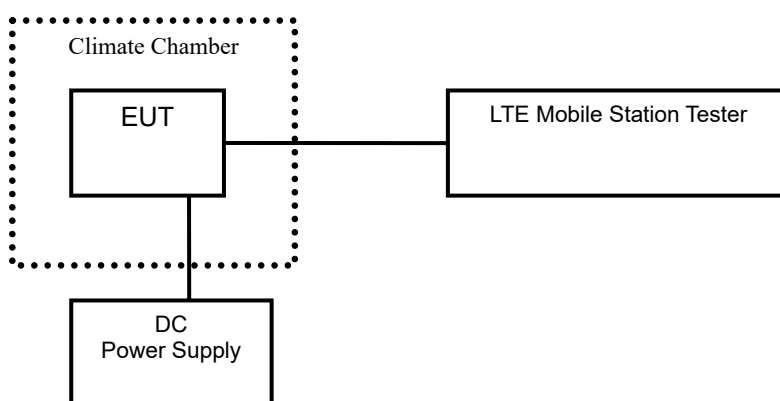 Climate Chamber
EUT
LTE Mobile Station Tester
DC
Power Supply